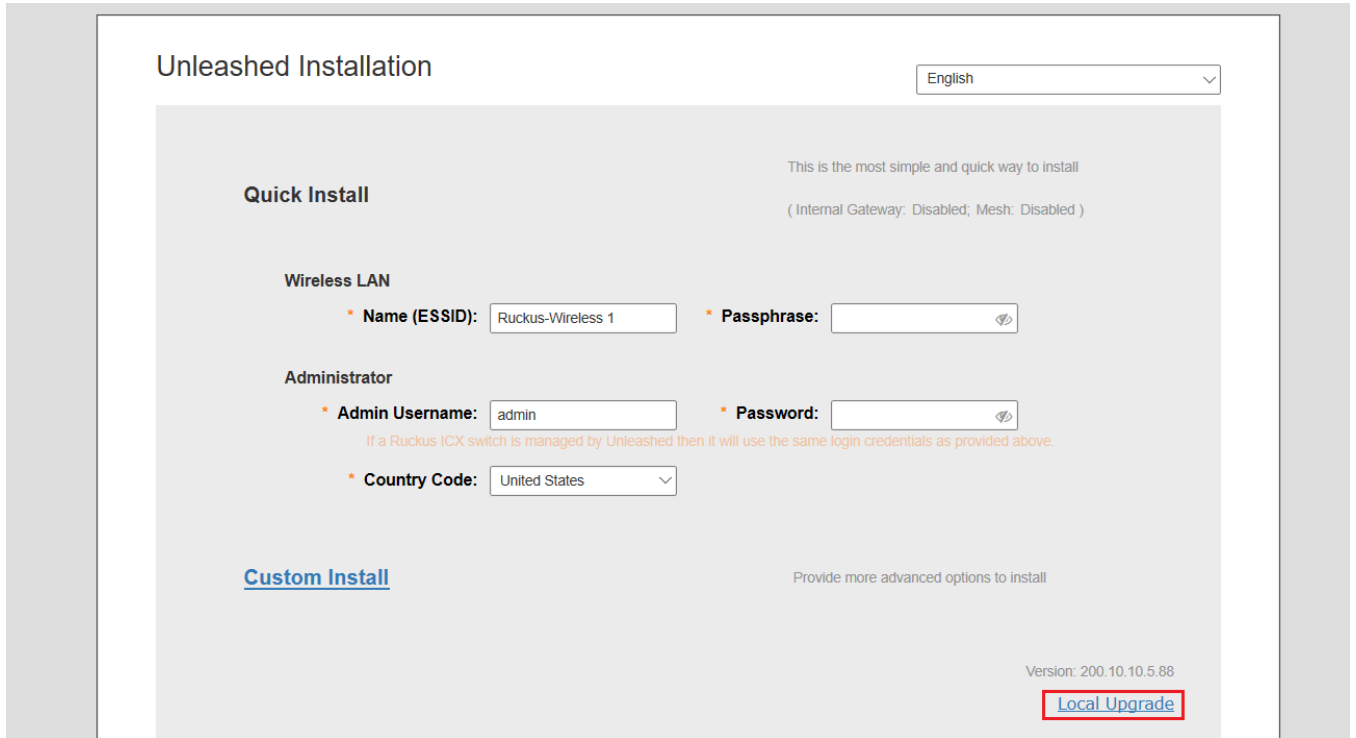 Unleashed Installation
English
Quick Install
This is the most simple and quick way to install
( Internal Gateway: Disabled; Mesh: Disabled )
Wireless LAN
* Name (ESSID): Ruckus-Wireless 1 * Passphrase:
Administrator
* Admin Username: admin * Password:
If a Ruckus ICX switch is managed by Unleashed then it will use the same login credentials as provided above.
* Country Code: United States
Custom Install Provide more advanced options to install
Version: 200.10.10.5.88
Local Upgrade